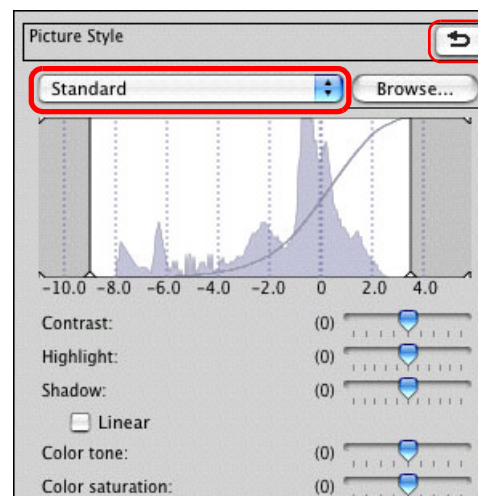 Picture Style
Standard Browse...
-10.0 -8.0 -6.0 -4.0 -2.0 0 2.0 4.0
Contrast: (0)
Highlight: (0)
Shadow: (0)
Linear
Color tone: (0)
Color saturation: (0)